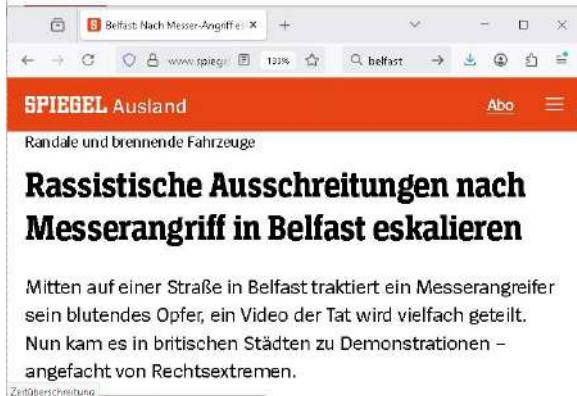 Belfast: Nach Messer-Angriff es
www.spiege
133%
belfast
SPIEGEL Ausland
Abo
Randale und brennende Fahrzeuge
Rassistische Ausschreitungen nach
Messerangriff in Belfast eskalieren
Mitten auf einer Straße in Belfast traktiert ein Messerangreifer
sein blutendes Opfer, ein Video der Tat wird vielfach geteilt.
Nun kam es in britischen Städten zu Demonstrationen –
angefacht von Rechtsextremen.
Zeitüberschreitung